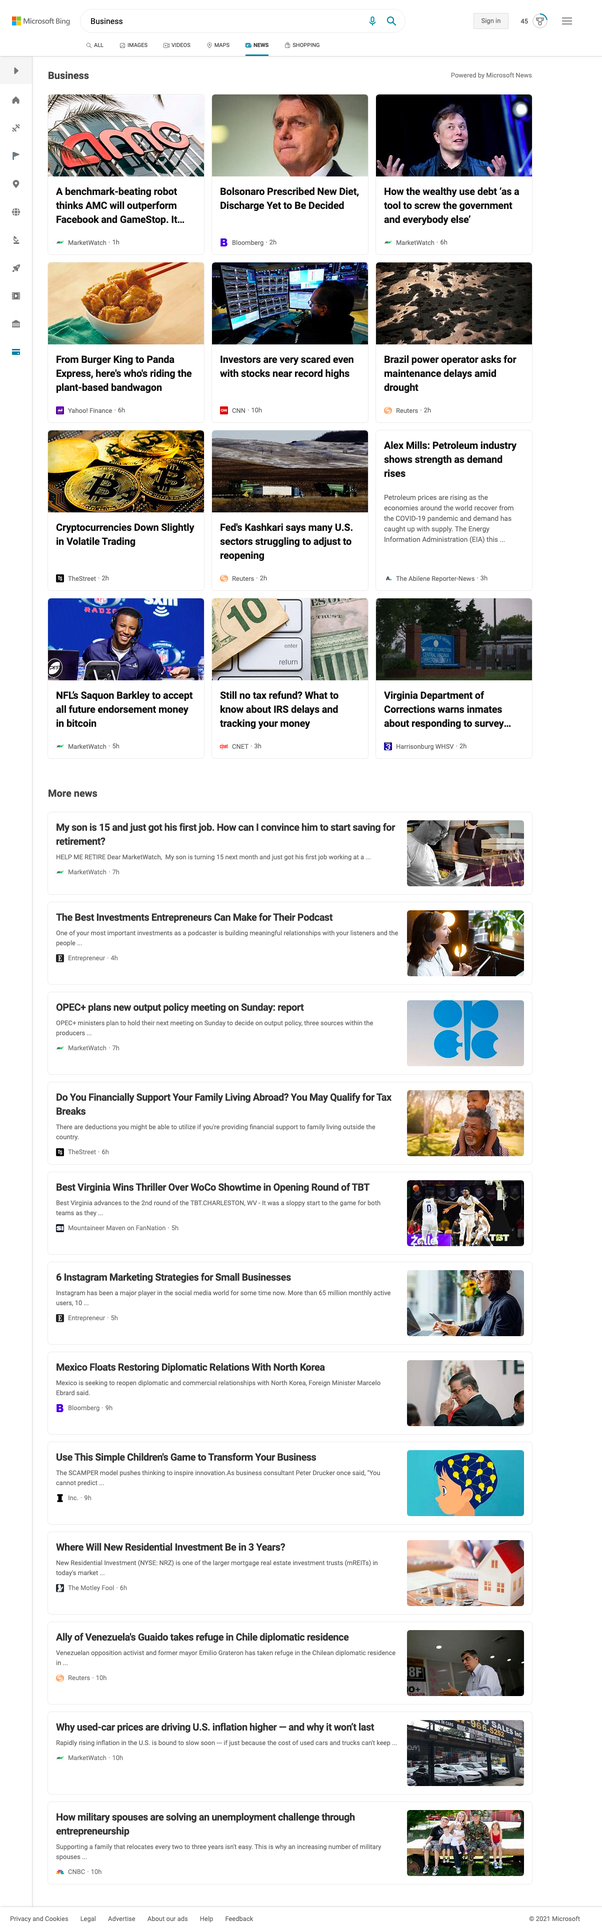 Microsoft Bing
Business
Sign in
45
ALL
IMAGES
VIDEOS
MAPS
NEWS
SHOPPING
Business
Powered by Microsoft News
amc
A benchmark-beating robot
thinks AMC will outperform
Facebook and GameStop. It...
MarketWatch · 1h
Bolsonaro Prescribed New Diet,
Discharge Yet to Be Decided
Bloomberg · 2h
How the wealthy use debt 'as a
tool to screw the government
and everybody else'
MarketWatch · 6h
From Burger King to Panda
Express, here's who's riding the
plant-based bandwagon
Yahoo! Finance · 6h
Investors are very scared even
with stocks near record highs
CNN · 10h
Brazil power operator asks for
maintenance delays amid
drought
Reuters · 2h
Cryptocurrencies Down Slightly
in Volatile Trading
TheStreet · 2h
Fed's Kashkari says many U.S.
sectors struggling to adjust to
reopening
Reuters · 2h
Alex Mills: Petroleum industry
shows strength as demand
rises
Petroleum prices are rising as the
economies around the world recover from
the COVID-19 pandemic and demand has
caught up with supply. The Energy
Information Administration (EIA) this ...
The Abilene Reporter-News · 3h
NFL's Saquon Barkley to accept
all future endorsement money
in bitcoin
MarketWatch · 5h
10
enter
return
Still no tax refund? What to
know about IRS delays and
tracking your money
CNET · 3h
Virginia Department of
Corrections warns inmates
about responding to survey...
Harrisonburg WHSV · 2h
More news
My son is 15 and just got his first job. How can I convince him to start saving for
retirement?
HELP ME RETIRE Dear MarketWatch, My son is turning 15 next month and just got his first job working at a ...
MarketWatch · 7h
The Best Investments Entrepreneurs Can Make for Their Podcast
One of your most important investments as a podcaster is building meaningful relationships with your listeners and the
people ...
Entrepreneur · 4h
OPEC+ plans new output policy meeting on Sunday: report
OPEC+ ministers plan to hold their next meeting on Sunday to decide on output policy, three sources within the
producers ...
MarketWatch · 7h
Do You Financially Support Your Family Living Abroad? You May Qualify for Tax
Breaks
There are deductions you might be able to utilize if you're providing financial support to family living outside the
country.
TheStreet · 6h
Best Virginia Wins Thriller Over WoCo Showtime in Opening Round of TBT
Best Virginia advances to the 2nd round of the TBT.CHARLESTON, WV - It was a sloppy start to the game for both
teams as they ...
Mountaineer Maven on FanNation · 5h
TBT
6 Instagram Marketing Strategies for Small Businesses
Instagram has been a major player in the social media world for some time now. More than 65 million monthly active
users, 10 ...
Entrepreneur · 5h
Mexico Floats Restoring Diplomatic Relations With North Korea
Mexico is seeking to reopen diplomatic and commercial relationships with North Korea, Foreign Minister Marcelo
Ebrard said.
Bloomberg · 9h
Use This Simple Children's Game to Transform Your Business
The SCAMPER model pushes thinking to inspire innovation.As business consultant Peter Drucker once said, "You
cannot predict ...
Inc. · 9h
Where Will New Residential Investment Be in 3 Years?
New Residential Investment (NYSE: NRZ) is one of the larger mortgage real estate investment trusts (mREITs) in
today's market ...
The Motley Fool · 6h
Ally of Venezuela's Guaido takes refuge in Chile diplomatic residence
Venezuelan opposition activist and former mayor Emilio Grateron has taken refuge in the Chilean diplomatic residence
in ...
Reuters · 10h
Why used-car prices are driving U.S. inflation higher — and why it won't last
Rapidly rising inflation in the U.S. is bound to slow soon — if just because the cost of used cars and trucks can't keep ...
MarketWatch · 10h
How military spouses are solving an unemployment challenge through
entrepreneurship
Supporting a family that relocates every two to three years isn't easy. This is why an increasing number of military
spouses ...
CNBC · 10h
Privacy and Cookies
Legal
Advertise
About our ads
Help
Feedback
© 2021 Microsoft